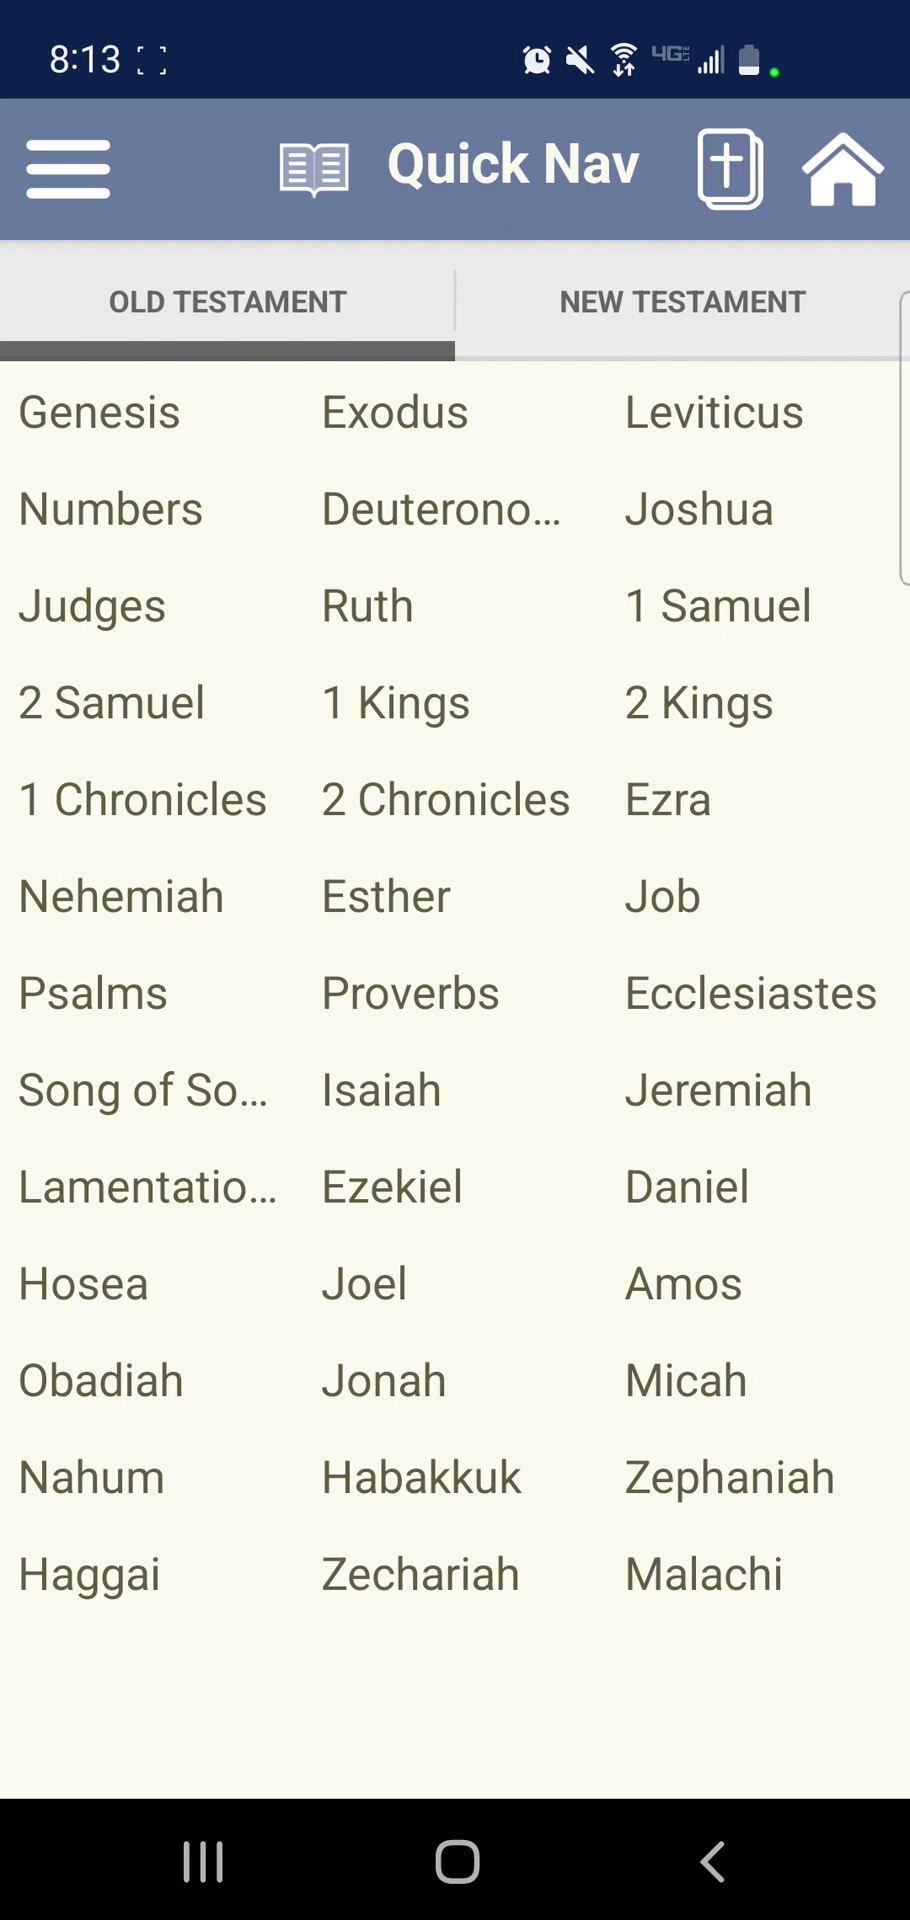 8:13 4G LTE
Quick Nav
OLD TESTAMENT NEW TESTAMENT
Genesis Exodus Leviticus
Numbers Deuterono... Joshua
Judges Ruth 1 Samuel
2 Samuel 1 Kings 2 Kings
1 Chronicles 2 Chronicles Ezra
Nehemiah Esther Job
Psalms Proverbs Ecclesiastes
Song of So... Isaiah Jeremiah
Lamentatio... Ezekiel Daniel
Hosea Joel Amos
Obadiah Jonah Micah
Nahum Habakkuk Zephaniah
Haggai Zechariah Malachi